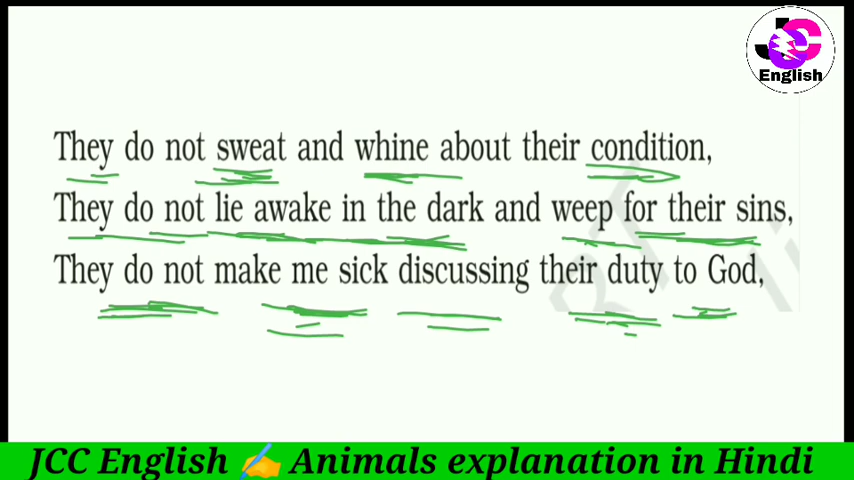 JC
English
They do not sweat and whine about their condition,
They do not lie awake in the dark and weep for their sins,
They do not make me sick discussing their duty to God,
JCC English ✍️ Animals explanation in Hindi